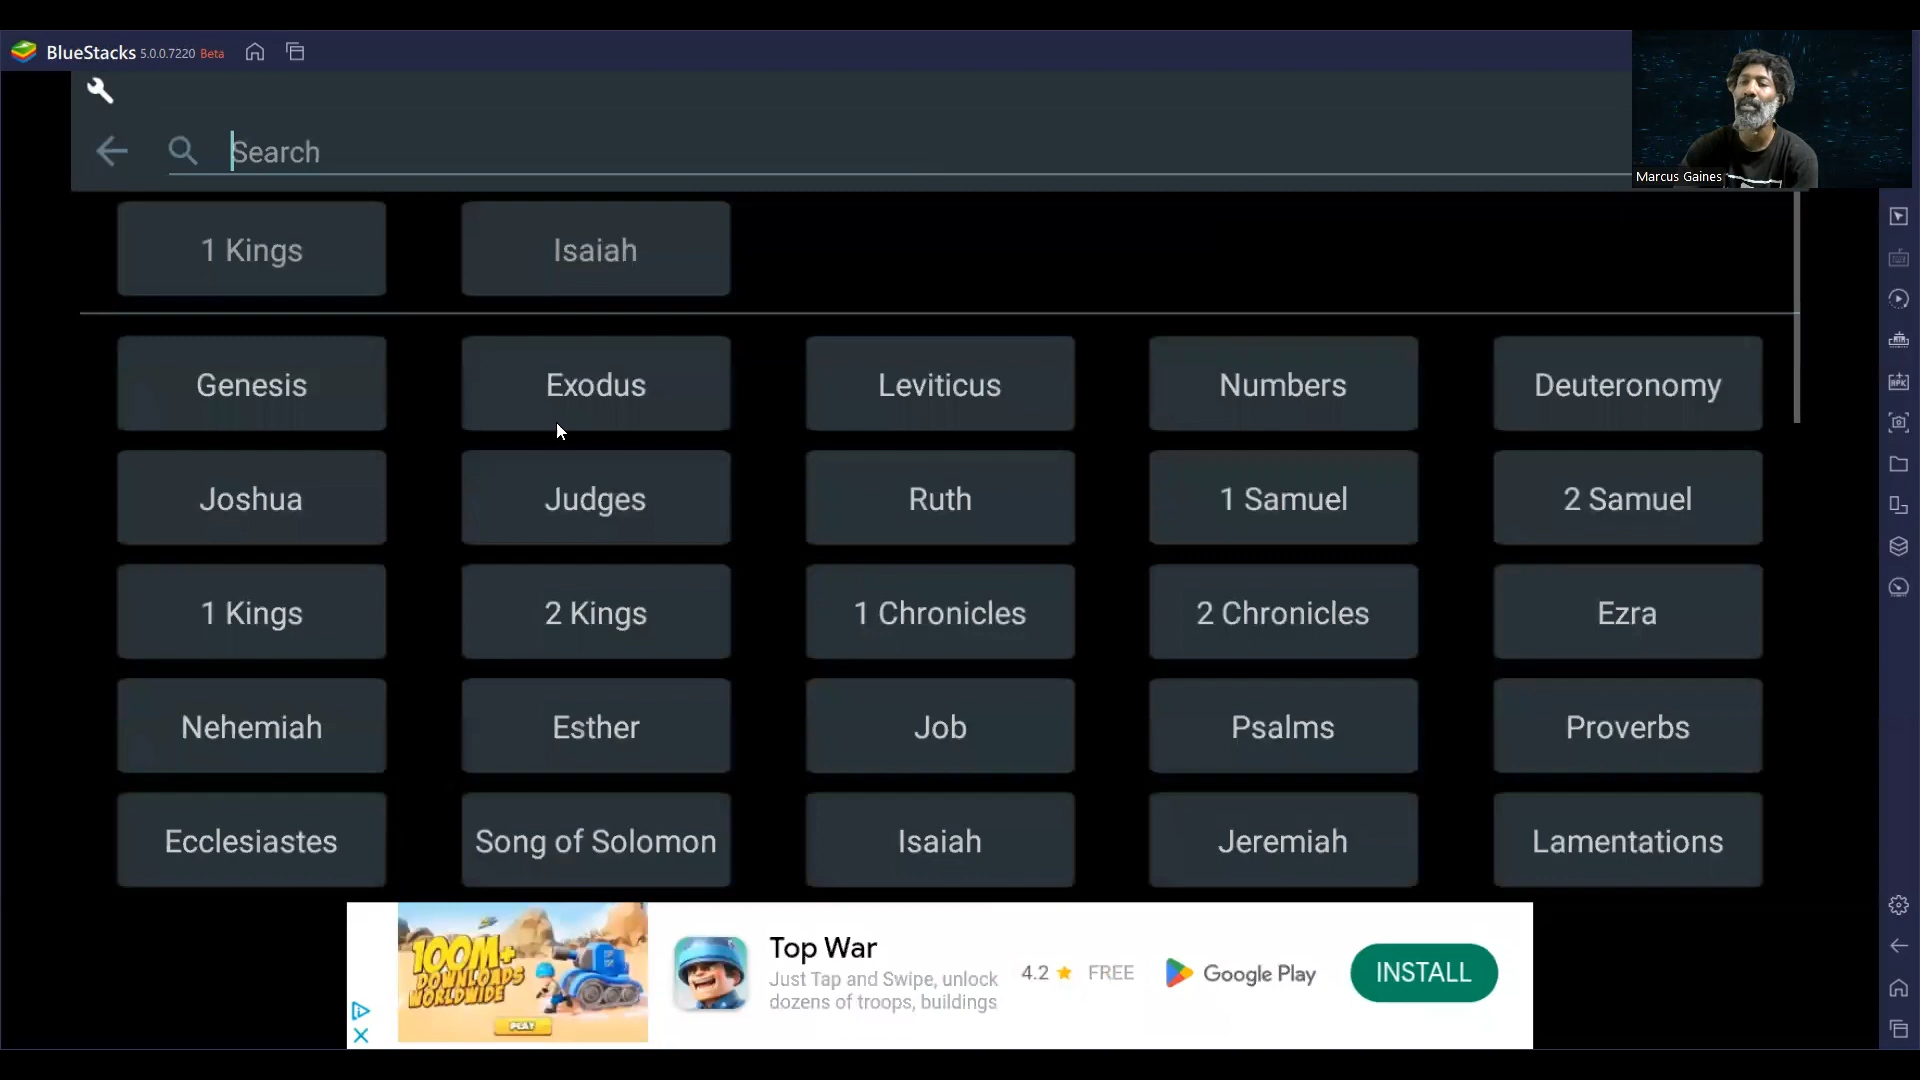 BlueStacks 5.0.0.7220 Beta
Search
Marcus Gaines
1 Kings Isaiah
Genesis Exodus Leviticus Numbers Deuteronomy
Joshua Judges Ruth 1 Samuel 2 Samuel
1 Kings 2 Kings 1 Chronicles 2 Chronicles Ezra
Nehemiah Esther Job Psalms Proverbs
Ecclesiastes Song of Solomon Isaiah Jeremiah Lamentations
100M+
DOWNLOADS
WORLDWIDE
PLAY
Top War
Just Tap and Swipe, unlock
dozens of troops, buildings
4.2 FREE
Google Play
INSTALL